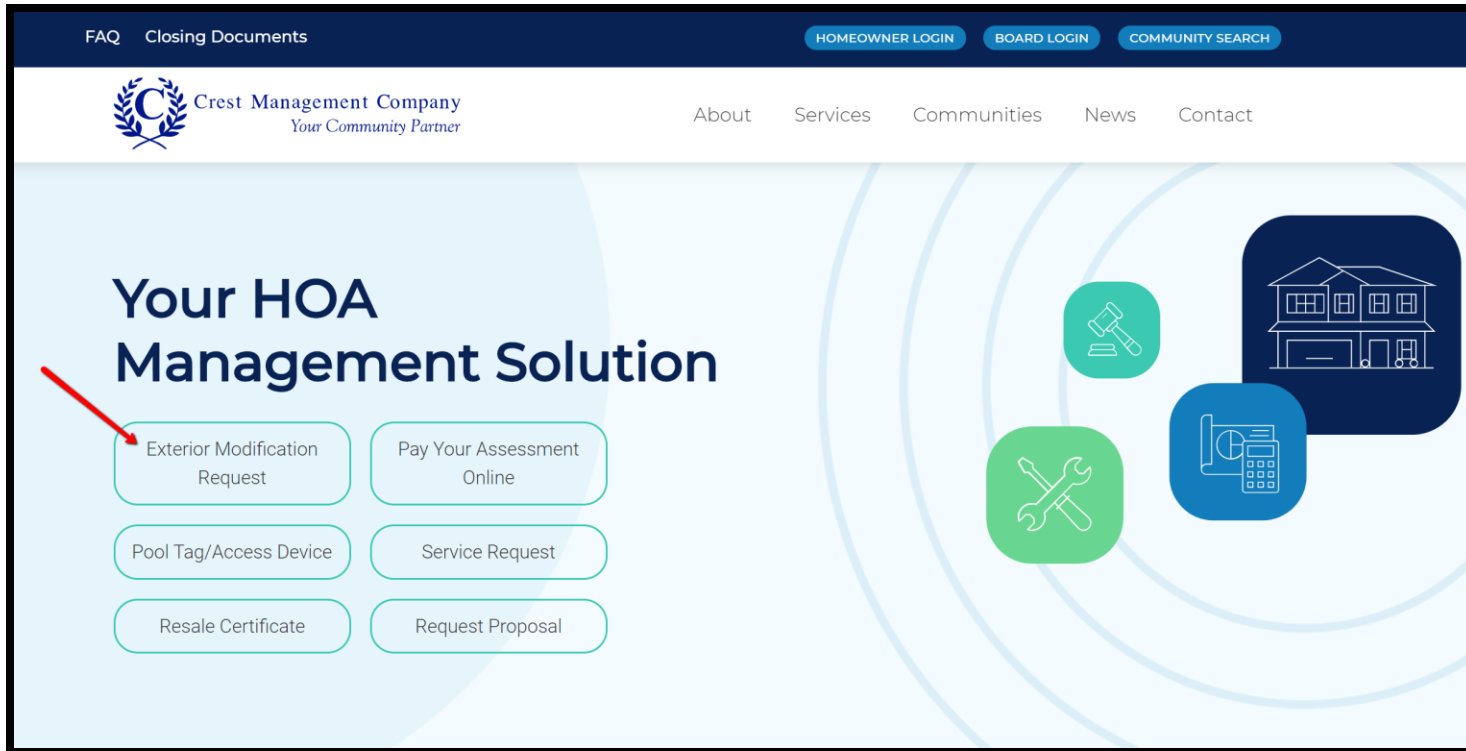 FAQ Closing Documents
HOMEOWNER LOGIN BOARD LOGIN COMMUNITY SEARCH
C
Crest Management Company
Your Community Partner
About Services Communities News Contact
Your HOA
Management Solution
Exterior Modification
Request
Pay Your Assessment
Online
Pool Tag/Access Device
Service Request
Resale Certificate
Request Proposal